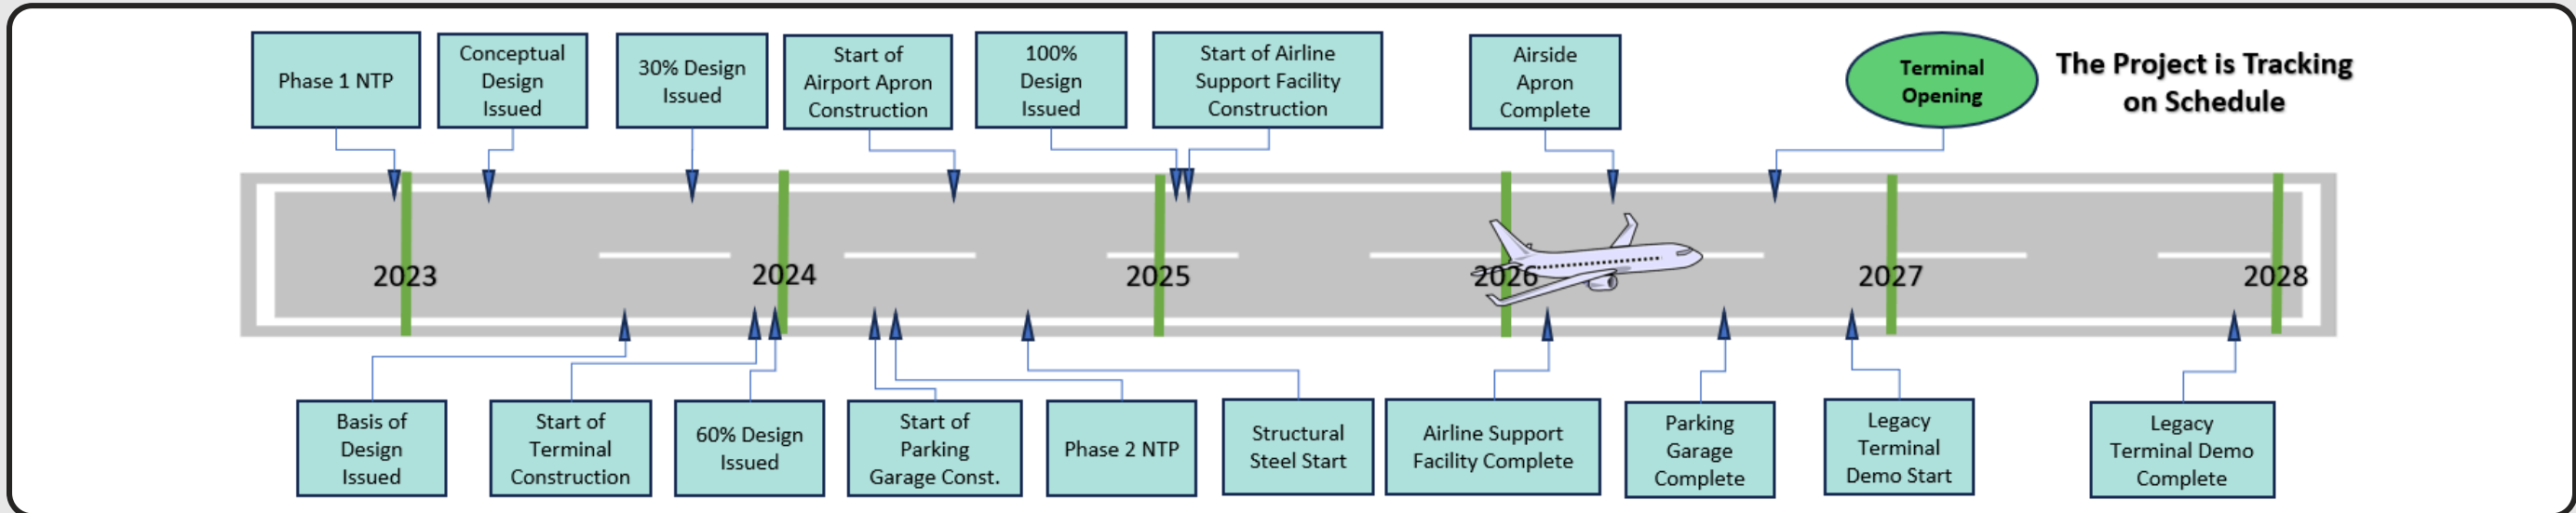 Phase 1 NTP
Conceptual
Design
Issued
30% Design
Issued
Start of
Airport Apron
Construction
100%
Design
Issued
Start of Airline
Support Facility
Construction
Airside
Apron
Complete
Terminal
Opening
The Project is Tracking
on Schedule
2023
2024
2025
2026
2027
2028
Basis of
Design
Issued
Start of
Terminal
Construction
60% Design
Issued
Start of
Parking
Garage Const.
Phase 2 NTP
Structural
Steel Start
Airline Support
Facility Complete
Parking
Garage
Complete
Legacy
Terminal
Demo Start
Legacy
Terminal Demo
Complete